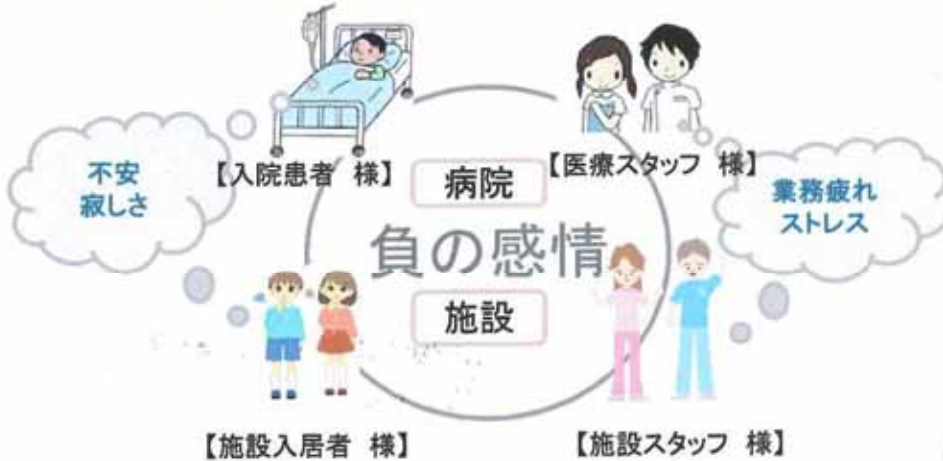 不安
寂しさ
【入院患者 様】
病院
【医療スタッフ 様】
業務疲れ
ストレス
負の感情
施設
【施設入居者 様】
【施設スタッフ 様】